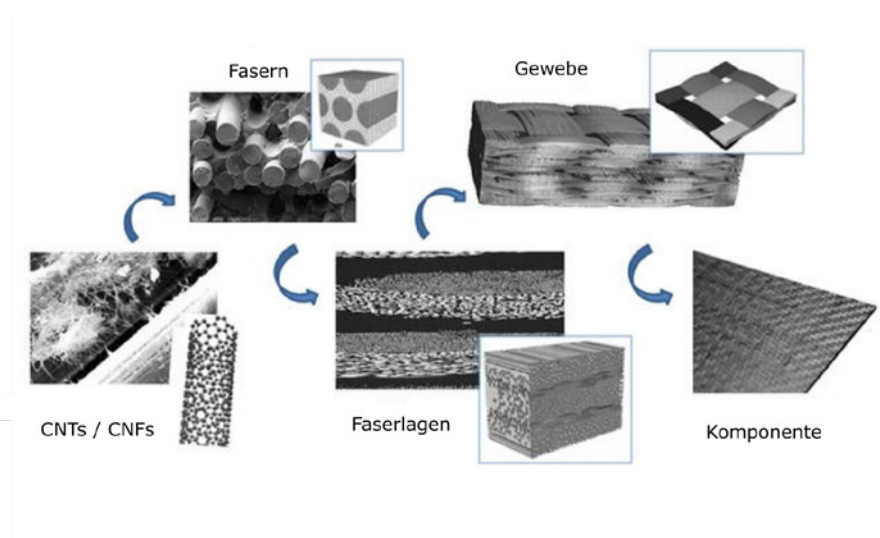 Fasern
Gewebe
CNTs / CNFs
Faserlagen
Komponente